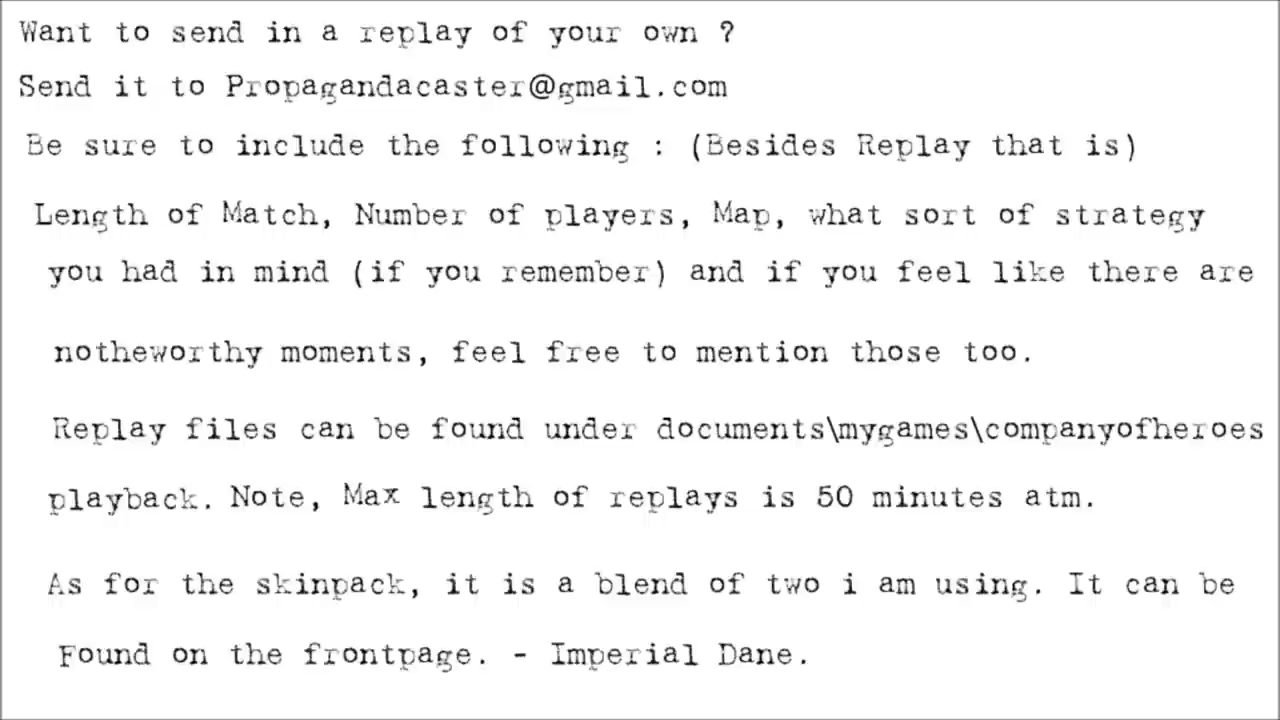 Want to send in a replay of your own ?
Send it to Propagandacaster@gmail.com
Be sure to include the following : (Besides Replay that is)
Length of Match, Number of players, Map, what sort of strategy
you had in mind (if you remember) and if you feel like there are
notheworthy moments, feel free to mention those too.
Replay files can be found under documents\mygames\companyofheroes
playback. Note, Max length of replays is 50 minutes atm.
As for the skinpack, it is a blend of two i am using. It can be
Found on the frontpage. - Imperial Dane.